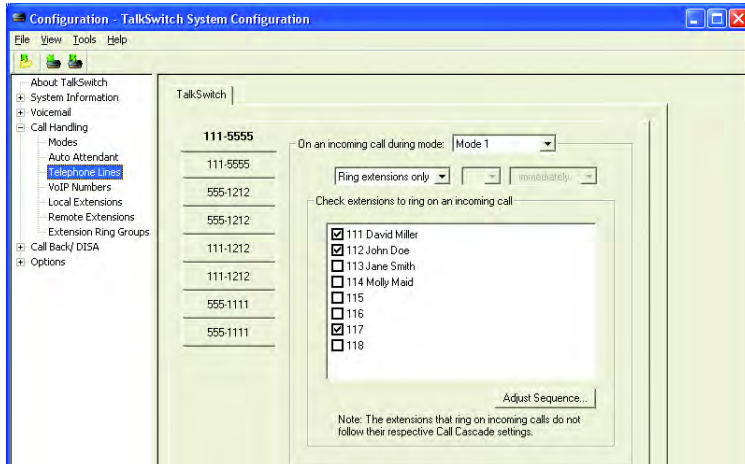 Configuration - TalkSwitch System Configuration
File View Tools Help
About TalkSwitch
System Information
Voicemail
Call Handling
Modes
Auto Attendant
Telephone Lines
VoIP Numbers
Local Extensions
Remote Extensions
Extension Ring Groups
Call Back/ DISA
Options
TalkSwitch
111-5555
111-5555
555-1212
555-1212
111-1212
111-1212
555-1111
555-1111
On an incoming call during mode: Mode 1
Ring extensions only immediately
Check extensions to ring on an incoming call
111 David Miller
112 John Doe
113 Jane Smith
114 Molly Maid
115
116
117
118
Adjust Sequence...
Note: The extensions that ring on incoming calls do not
follow their respective Call Cascade settings.